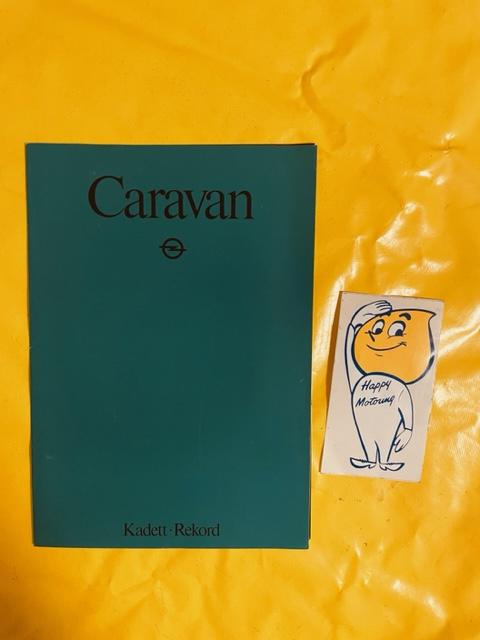 Caravan
Kadett · Rekord
Happy
Motoring